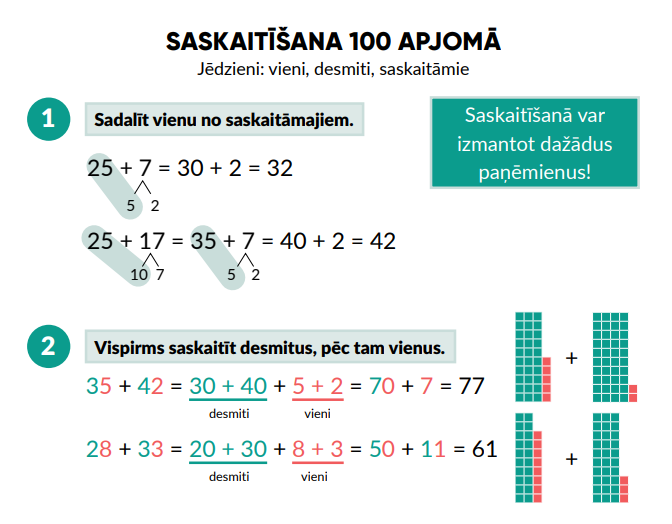 SASKAITĪŠANA 100 APJOMĀ
Jēdzieni: vieni, desmiti, saskaitāmie
1
Sadalīt vienu no saskaitāmajiem.
Saskaitīšanā var
izmantot dažādus
paņēmienus!
25 + 7 = 30 + 2 = 32
5 2
25 + 17 = 35 + 7 = 40 + 2 = 42
10 7 5 2
2
Vispirms saskaitīt desmitus, pēc tam vienus.
35 + 42 = 30 + 40 + 5 + 2 = 70 + 7 = 77
desmiti vieni
+
28 + 33 = 20 + 30 + 8 + 3 = 50 + 11 = 61
desmiti vieni
+